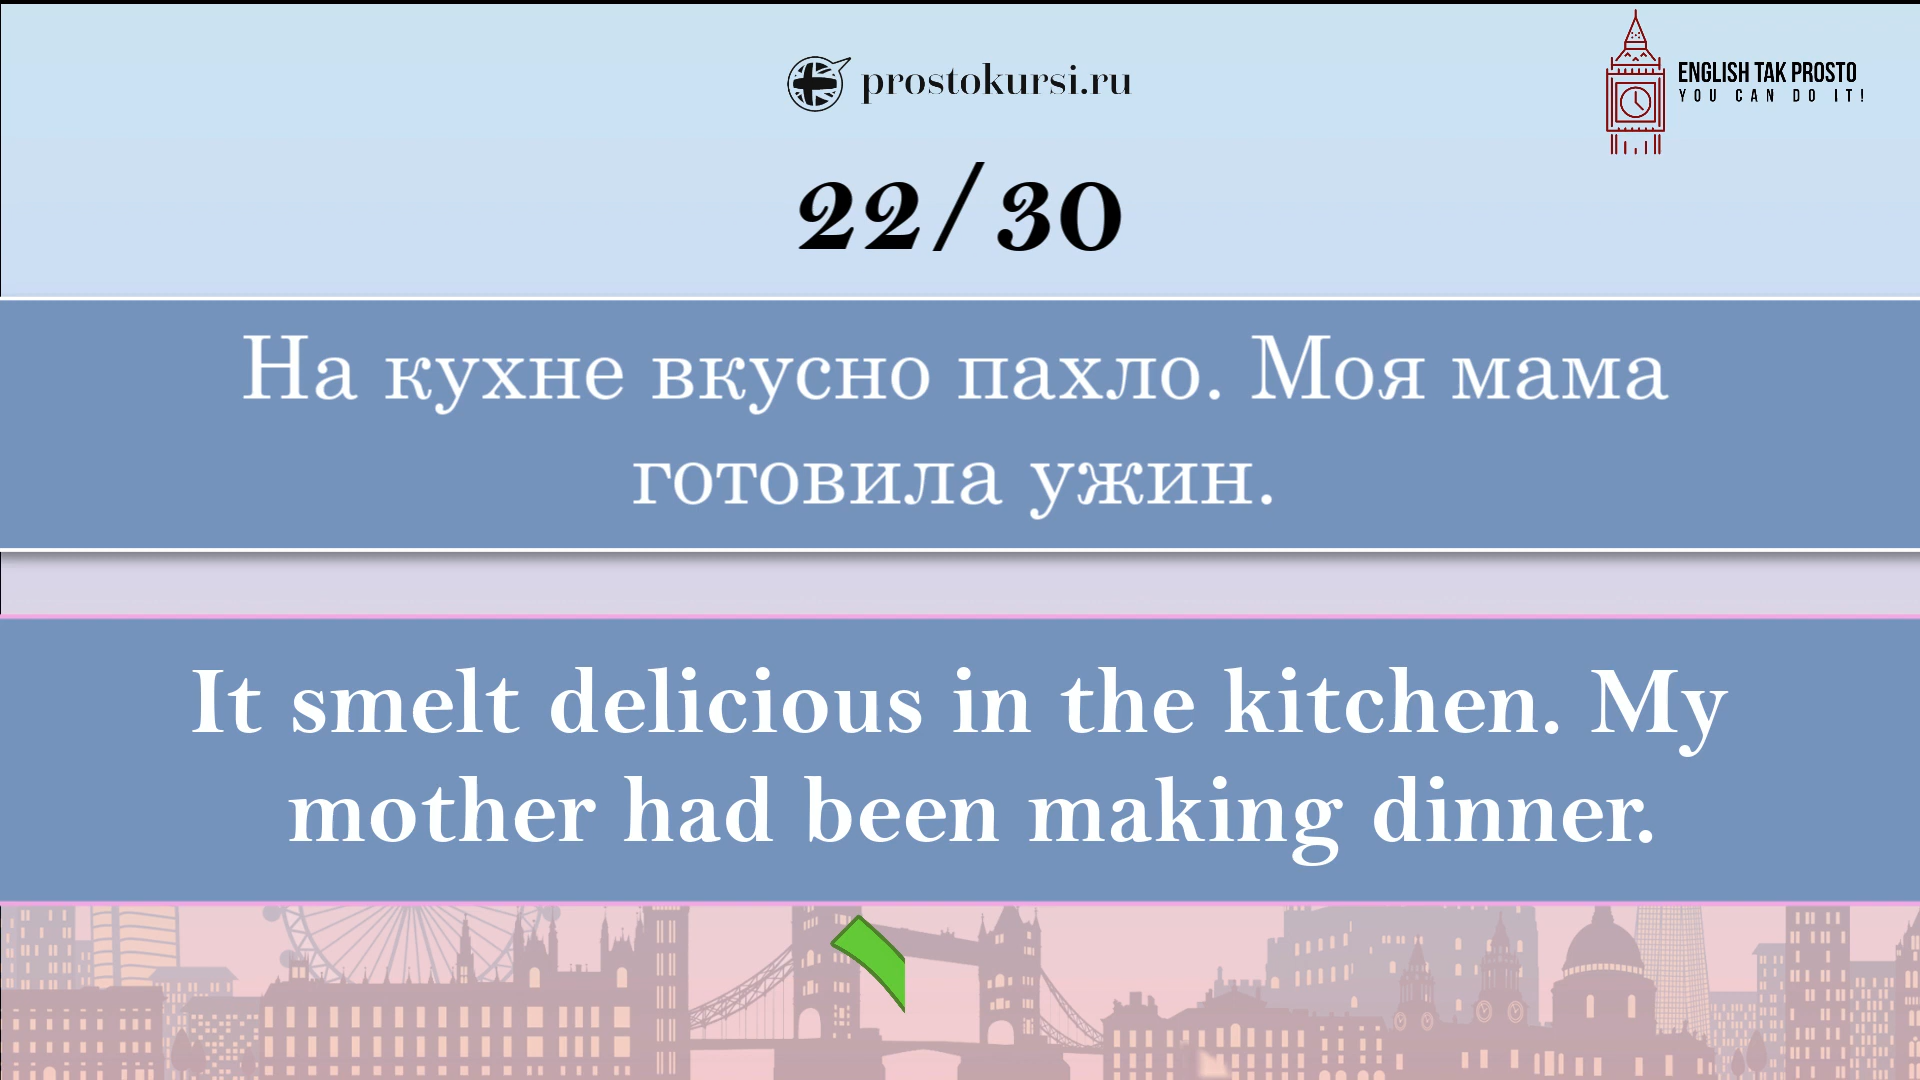 prostokursi.ru
ENGLISH TAK PROSTO
YOU CAN DO IT!
22/30
На кухне вкусно пахло. Моя мама
готовила ужин.
It smelt delicious in the kitchen. My
mother had been making dinner.